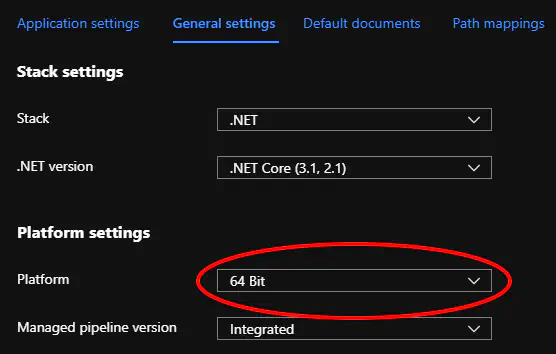 Application settings General settings Default documents Path mappings
Stack settings
Stack .NET
.NET version .NET Core (3.1, 2.1)
Platform settings
Platform 64 Bit
Managed pipeline version Integrated